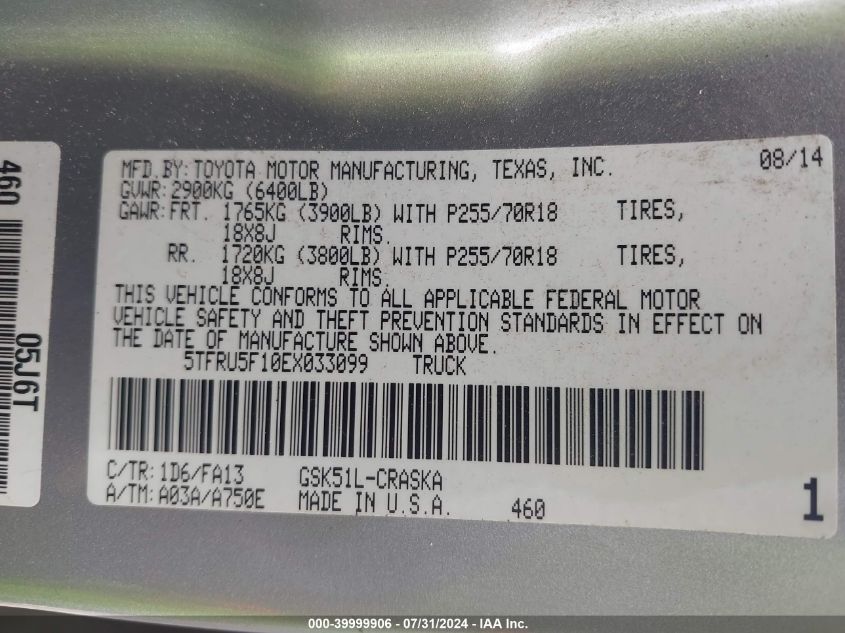 MFD.BY:TOYOTA MOTOR MANUFACTURING, TEXAS, INC. 08/14
GVWR:2900KG (6400LB)
GAWR:FRT. 1765KG (3900LB) WITH P255/70R18 TIRES,
18X8J RIMS.
RR. 1720KG (3800LB) WITH P255/70R18 TIRES,
18X8J RIMS.
THIS VEHICLE CONFORMS TO ALL APPLICABLE FEDERAL MOTOR
VEHICLE SAFETY AND THEFT PREVENTION STANDARDS IN EFFECT ON
THE DATE OF MANUFACTURE SHOWN ABOVE.
5TFRU5F10EX033099 TRUCK
C/TR:1D6/FA13 GSK51L-CRASKA
A/TM:A03A/A750E MADE IN U.S.A. 460 1
460
05J6T
000-39999906 / 07/31/2024 - IAA Inc.